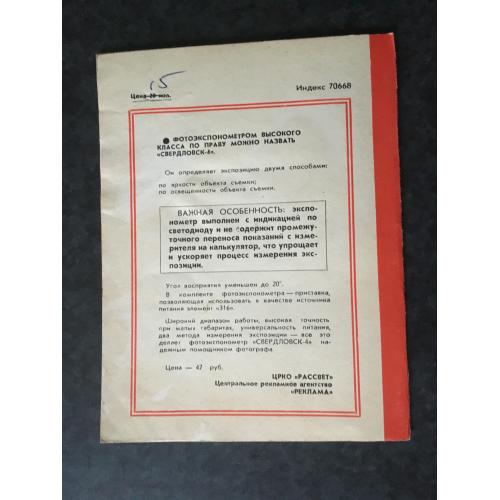 15
Цена 20 коп.
Индекс 70668
● ФОТОЭКСПОНОМЕТРОМ ВЫСОКОГО
КЛАССА ПО ПРАВУ МОЖНО НАЗВАТЬ
«СВЕРДЛОВСК-4».
Он определяет экспозицию двумя способами:
по яркости объекта съемки;
по освещенности объекта съемки.
ВАЖНАЯ ОСОБЕННОСТЬ: экспо-
нометр выполнен с индикацией по
светодиоду и не содержит промежу-
точного переноса показаний с изме-
рителя на калькулятор, что упрощает
и ускоряет процесс измерения экс-
позиции.
Угол восприятия уменьшен до 20°.
В комплекте фотоэкспонометра — приставка,
позволяющая использовать в качестве источника
питания элемент «316».
Широкий диапазон работы, высокая точность
при малых габаритах, универсальность питания,
два метода измерения экспозиции — все это
делает фотоэкспонометр «СВЕРДЛОВСК-4» на-
дежным помощником фотографа.
Цена — 47 руб.
ЦРКО «РАССВЕТ»
Центральное рекламное агентство
«РЕКЛАМА»